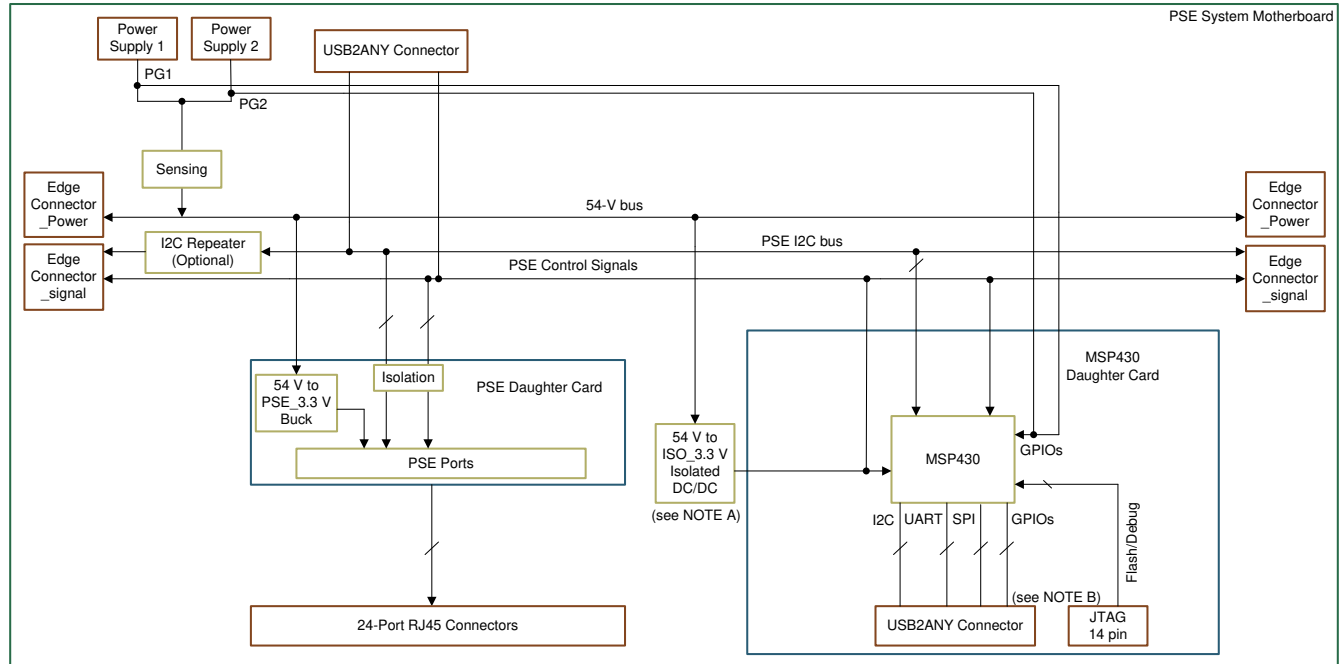 PSE System Motherboard
Power
Supply 1
Power
Supply 2
USB2ANY Connector
PG1
PG2
Sensing
Edge
Connector
_Power
54-V bus
Edge
Connector
_Power
I2C Repeater
(Optional)
PSE I2C bus
Edge
Connector
_signal
PSE Control Signals
Edge
Connector
_signal
54 V to
PSE_3.3 V
Buck
Isolation
PSE Daughter Card
PSE Ports
54 V to
ISO_3.3 V
Isolated
DC/DC
(see NOTE A)
MSP430
Daughter Card
MSP430
GPIOs
I2C
UART
SPI
GPIOs
Flash/Debug
(see NOTE B)
24-Port RJ45 Connectors
USB2ANY Connector
JTAG
14 pin